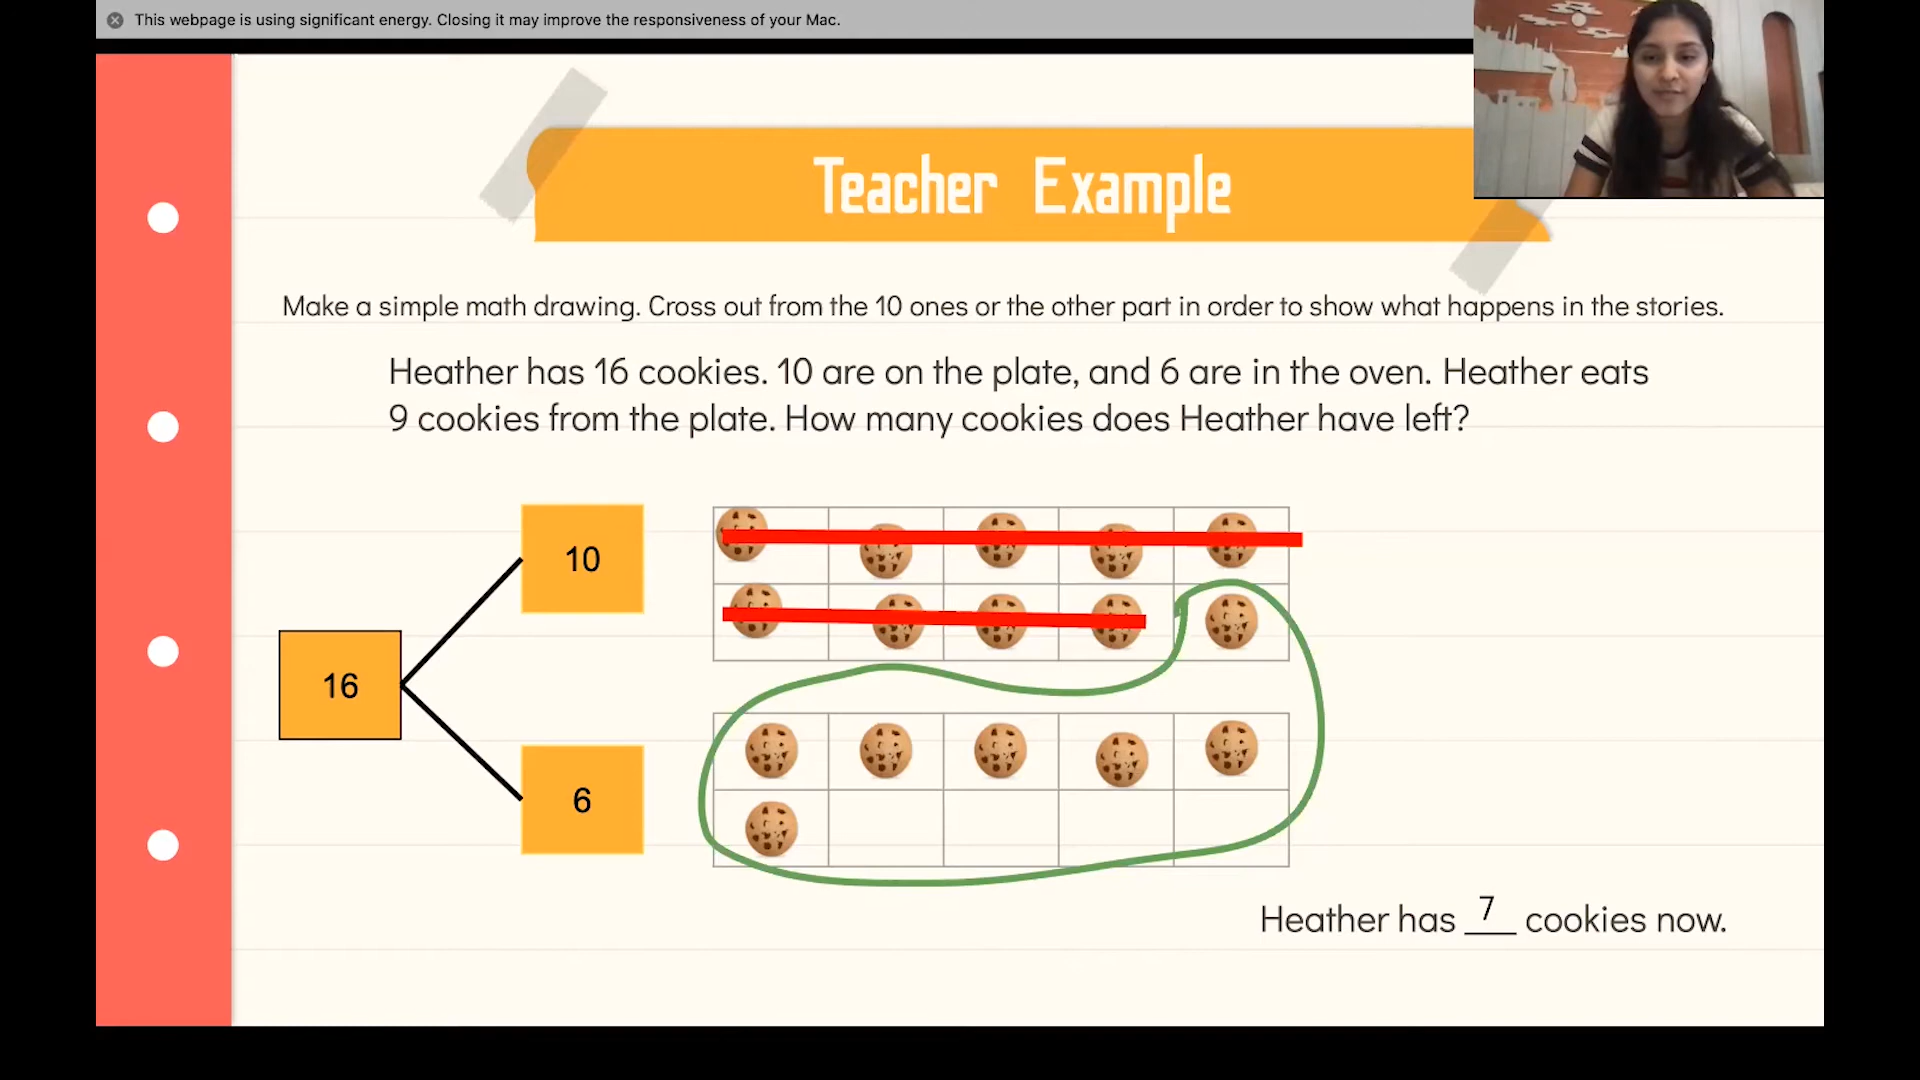 This webpage is using significant energy. Closing it may improve the responsiveness of your Mac.
Teacher Example
Make a simple math drawing. Cross out from the 10 ones or the other part in order to show what happens in the stories.
Heather has 16 cookies. 10 are on the plate, and 6 are in the oven. Heather eats
9 cookies from the plate. How many cookies does Heather have left?
10
16
6
Heather has 7 cookies now.